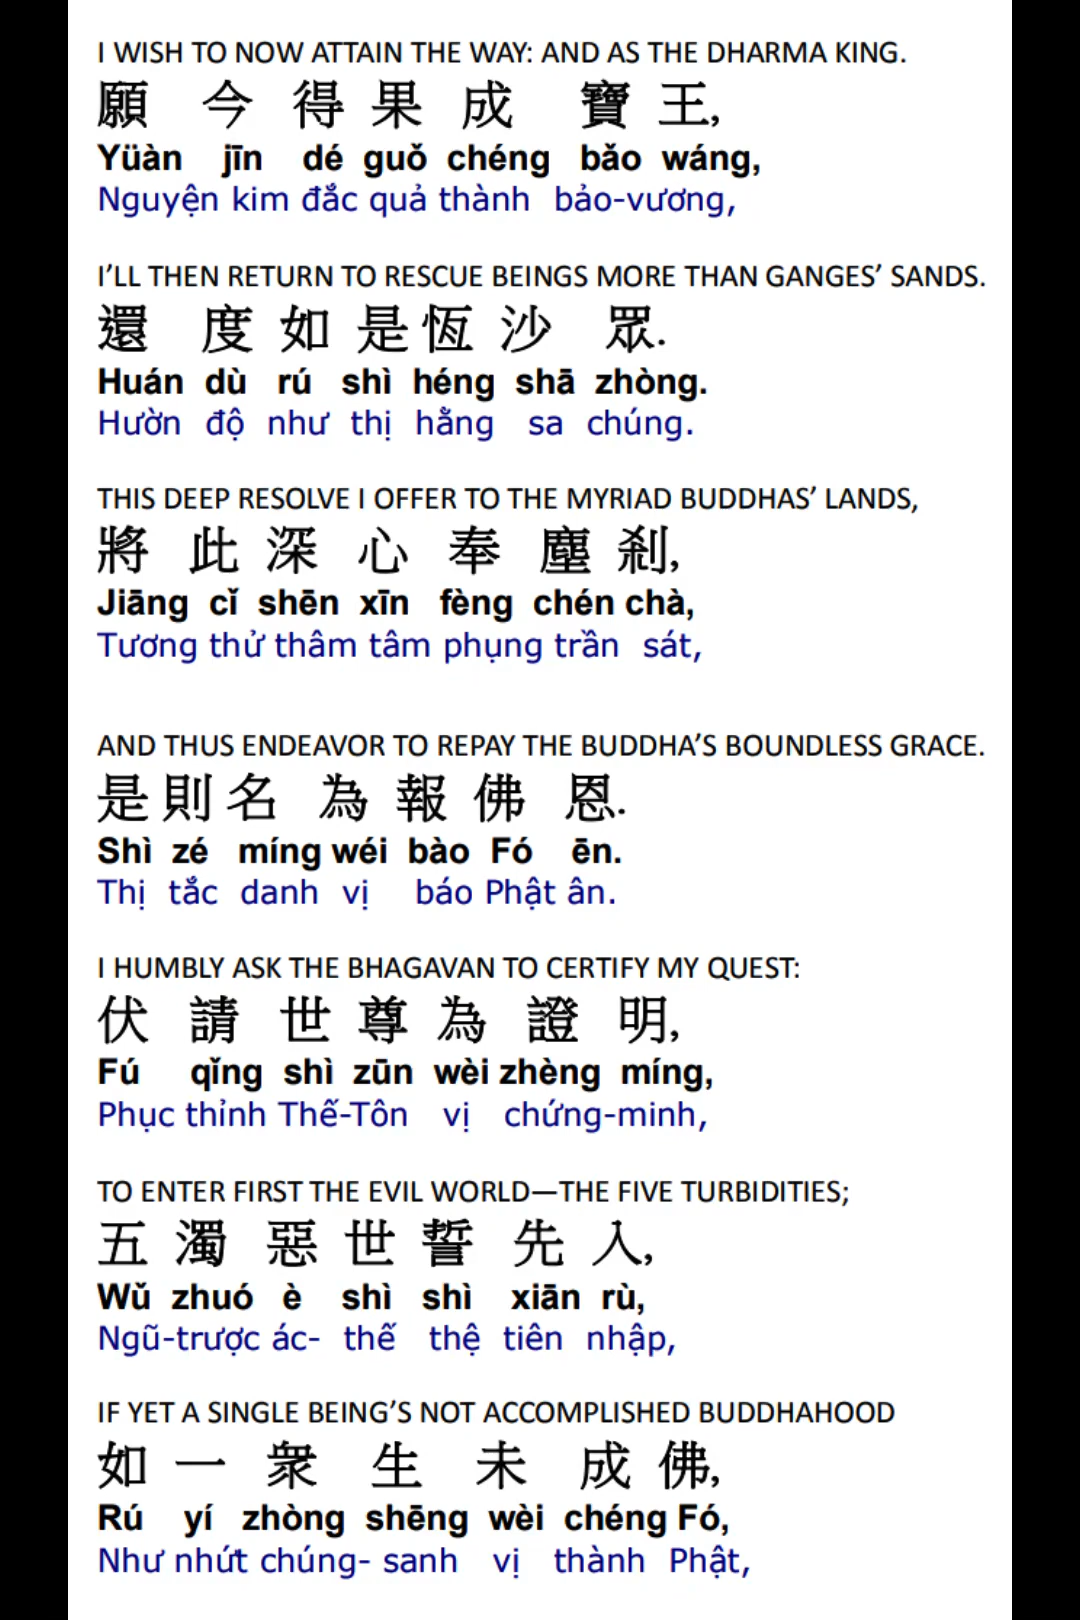 I WISH TO NOW ATTAIN THE WAY: AND AS THE DHARMA KING.
願 今 得 果 成 寶 王,
Yüàn jīn dé guǒ chéng bǎo wáng,
Nguyện kim đắc quả thành bảo-vương,
I’LL THEN RETURN TO RESCUE BEINGS MORE THAN GANGES’ SANDS.
還 度 如 是 恆 沙 眾.
Huán dù rú shì héng shā zhòng.
Hườn độ như thị hằng sa chúng.
THIS DEEP RESOLVE I OFFER TO THE MYRIAD BUDDHAS’ LANDS,
將 此 深 心 奉 塵 剎,
Jiāng cǐ shēn xīn fèng chén chà,
Tương thử thâm tâm phụng trần sát,
AND THUS ENDEAVOR TO REPAY THE BUDDHA’S BOUNDLESS GRACE.
是 則 名 為 報 佛 恩.
Shì zé míng wéi bào Fó ēn.
Thị tắc danh vị báo Phật ân.
I HUMBLY ASK THE BHAGAVAN TO CERTIFY MY QUEST:
伏 請 世 尊 為 證 明,
Fú qǐng shì zūn wèi zhèng míng,
Phục thỉnh Thế-Tôn vị chứng-minh,
TO ENTER FIRST THE EVIL WORLD—THE FIVE TURBIDITIES;
五 濁 惡 世 誓 先 入,
Wǔ zhuó è shì shì xiān rù,
Ngũ-trược ác- thế thệ tiên nhập,
IF YET A SINGLE BEING’S NOT ACCOMPLISHED BUDDHAHOOD
如 一 衆 生 未 成 佛,
Rú yí zhòng shēng wèi chéng Fó,
Như nhứt chúng- sanh vị thành Phật,